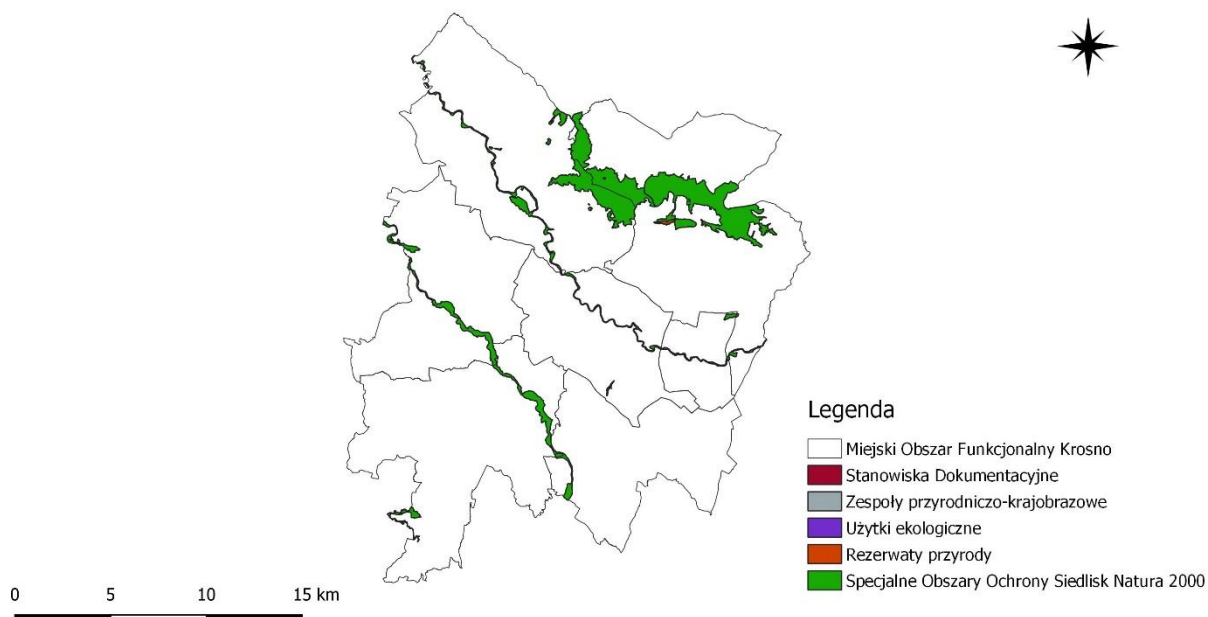 Legenda
Miejski Obszar Funkcjonalny Krosno
Stanowiska Dokumentacyjne
Zespoły przyrodniczo-krajobrazowe
Użytki ekologiczne
Rezerwaty przyrody
Specjalne Obszary Ochrony Siedlisk Natura 2000
0 5 10 15 km